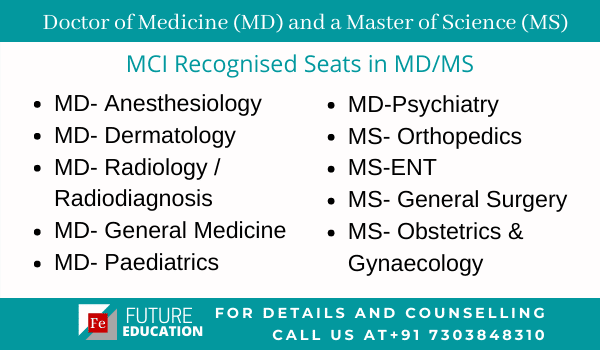 Doctor of Medicine (MD) and a Master of Science (MS)
MCI Recognised Seats in MD/MS
• MD- Anesthesiology
• MD- Dermatology
• MD- Radiology /
Radiodiagnosis
• MD- General Medicine
• MD- Paediatrics
• MD-Psychiatry
• MS- Orthopedics
• MS-ENT
• MS- General Surgery
• MS- Obstetrics &
Gynaecology
Fe
FUTURE
EDUCATION
FOR DETAILS AND COUNSELLING
CALL US AT+91 7303848310